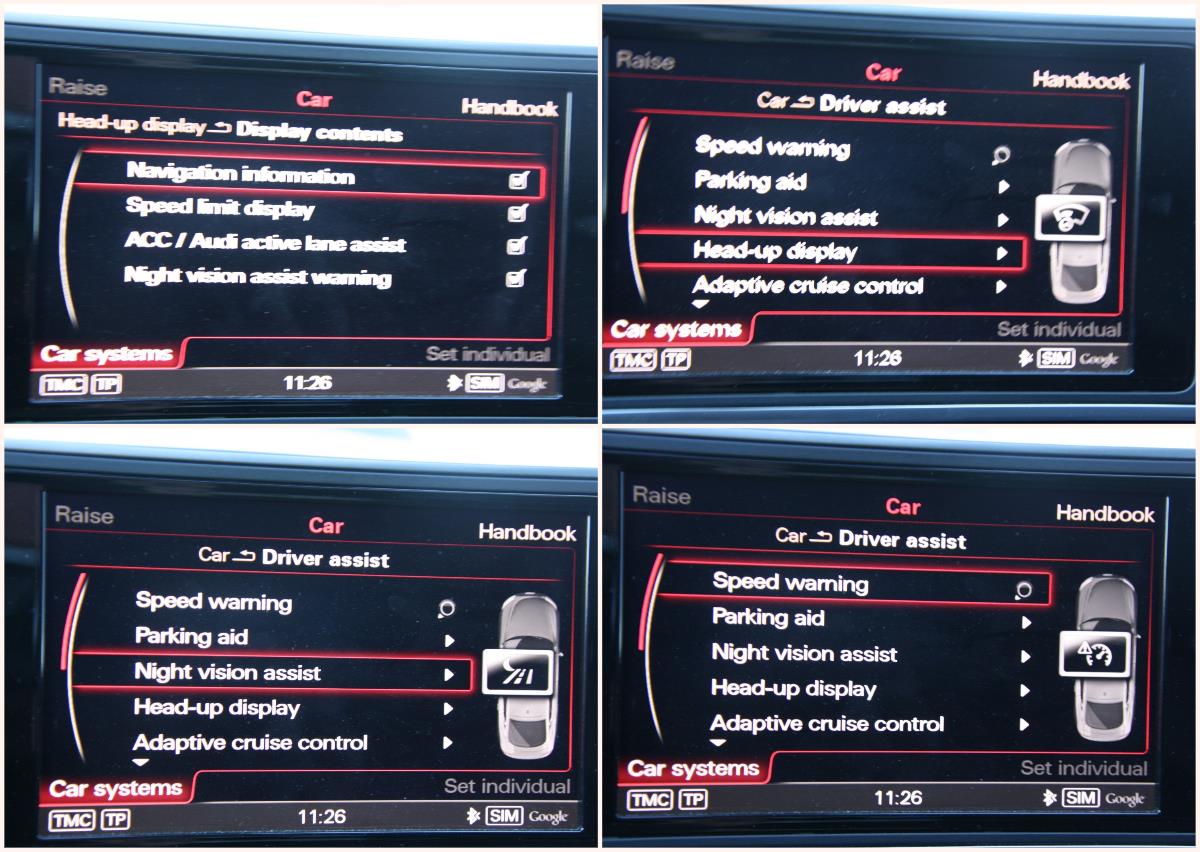 Raise Car Handbook
Head-up display Display contents
Navigation information
Speed limit display
ACC / Audi active lane assist
Night vision assist warning
Car systems Set individual
TMC TP 11:26 SIM Google
Raise Car Handbook
Car Driver assist
Speed warning
Parking aid
Night vision assist
Head-up display
Adaptive cruise control
Car systems Set individual
TMC TP 11:26 SIM Google
Raise Car Handbook
Car Driver assist
Speed warning
Parking aid
Night vision assist
Head-up display
Adaptive cruise control
Car systems Set individual
TMC TP 11:26 SIM Google
Raise Car Handbook
Car Driver assist
Speed warning
Parking aid
Night vision assist
Head-up display
Adaptive cruise control
Car systems Set individual
TMC TP 11:26 SIM Google